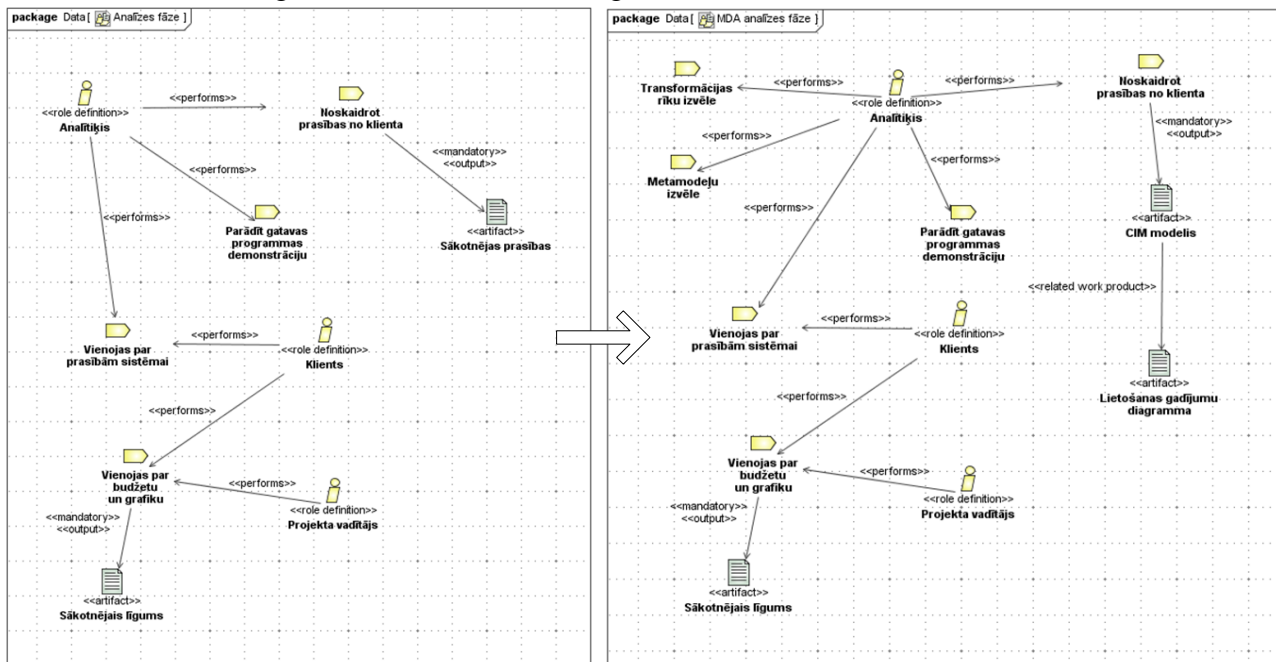 package Data[ Analīzes fāze ]
<<performs>>
<<role definition>>
Analītiķis
Noskaidrot
prasības no klienta
<<mandatory>>
<<output>>
<<performs>>
<<performs>>
Parādīt gatavas
programmas
demonstrāciju
<<artifact>>
Sākotnējas prasības
<<performs>>
Vienojas par
prasībām sistēmai
<<role definition>>
Klients
<<performs>>
Vienojas par
budžetu
un grafiku
<<performs>>
<<role definition>>
Projekta vadītājs
<<mandatory>>
<<output>>
<<artifact>>
Sākotnējais līgums
package Data[ MDA analīzes fāze ]
Transformācijas
rīku izvēle
<<performs>>
<<role definition>>
Analītiķis
<<performs>>
Noskaidrot
prasības no klienta
<<mandatory>>
<<output>>
<<performs>>
Metamodeļu
izvēle
<<performs>>
<<performs>>
Parādīt gatavas
programmas
demonstrāciju
<<artifact>>
CIM modelis
<<related work product>>
<<performs>>
Vienojas par
prasībām sistēmai
<<role definition>>
Klients
<<artifact>>
Lietošanas gadījumu
diagramma
<<performs>>
Vienojas par
budžetu
un grafiku
<<performs>>
<<role definition>>
Projekta vadītājs
<<mandatory>>
<<output>>
<<artifact>>
Sākotnējais līgums